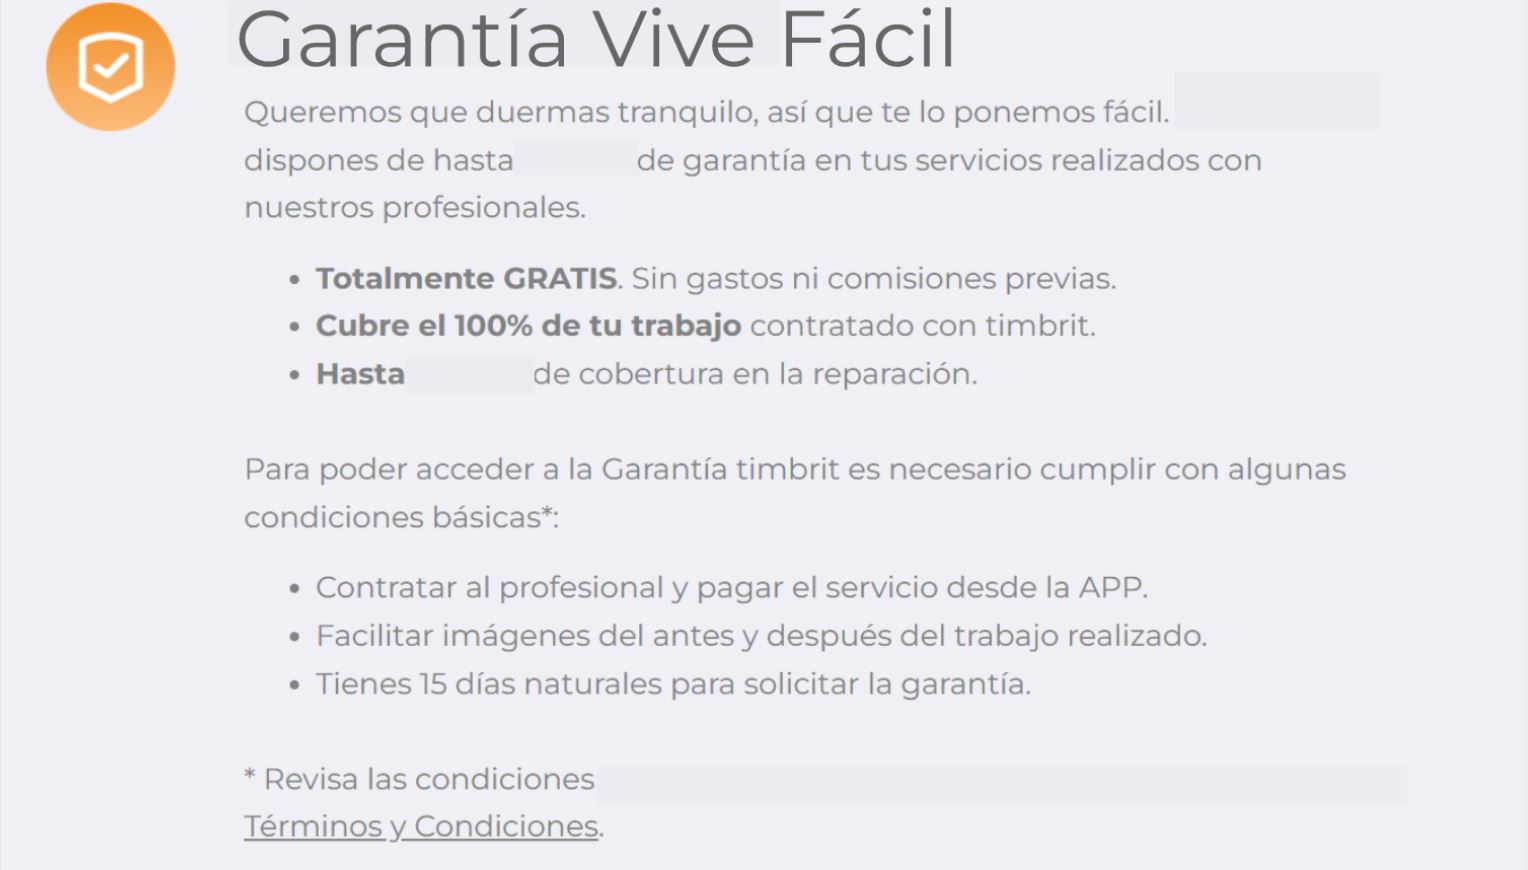 Garantía Vive Fácil
Queremos que duermas tranquilo, así que te lo ponemos fácil.
dispones de hasta de garantía en tus servicios realizados con
nuestros profesionales.
• Totalmente GRATIS. Sin gastos ni comisiones previas.
• Cubre el 100% de tu trabajo contratado con timbrit.
• Hasta de cobertura en la reparación.
Para poder acceder a la Garantía timbrit es necesario cumplir con algunas
condiciones básicas*:
• Contratar al profesional y pagar el servicio desde la APP.
• Facilitar imágenes del antes y después del trabajo realizado.
• Tienes 15 días naturales para solicitar la garantía.
* Revisa las condiciones
Términos y Condiciones.